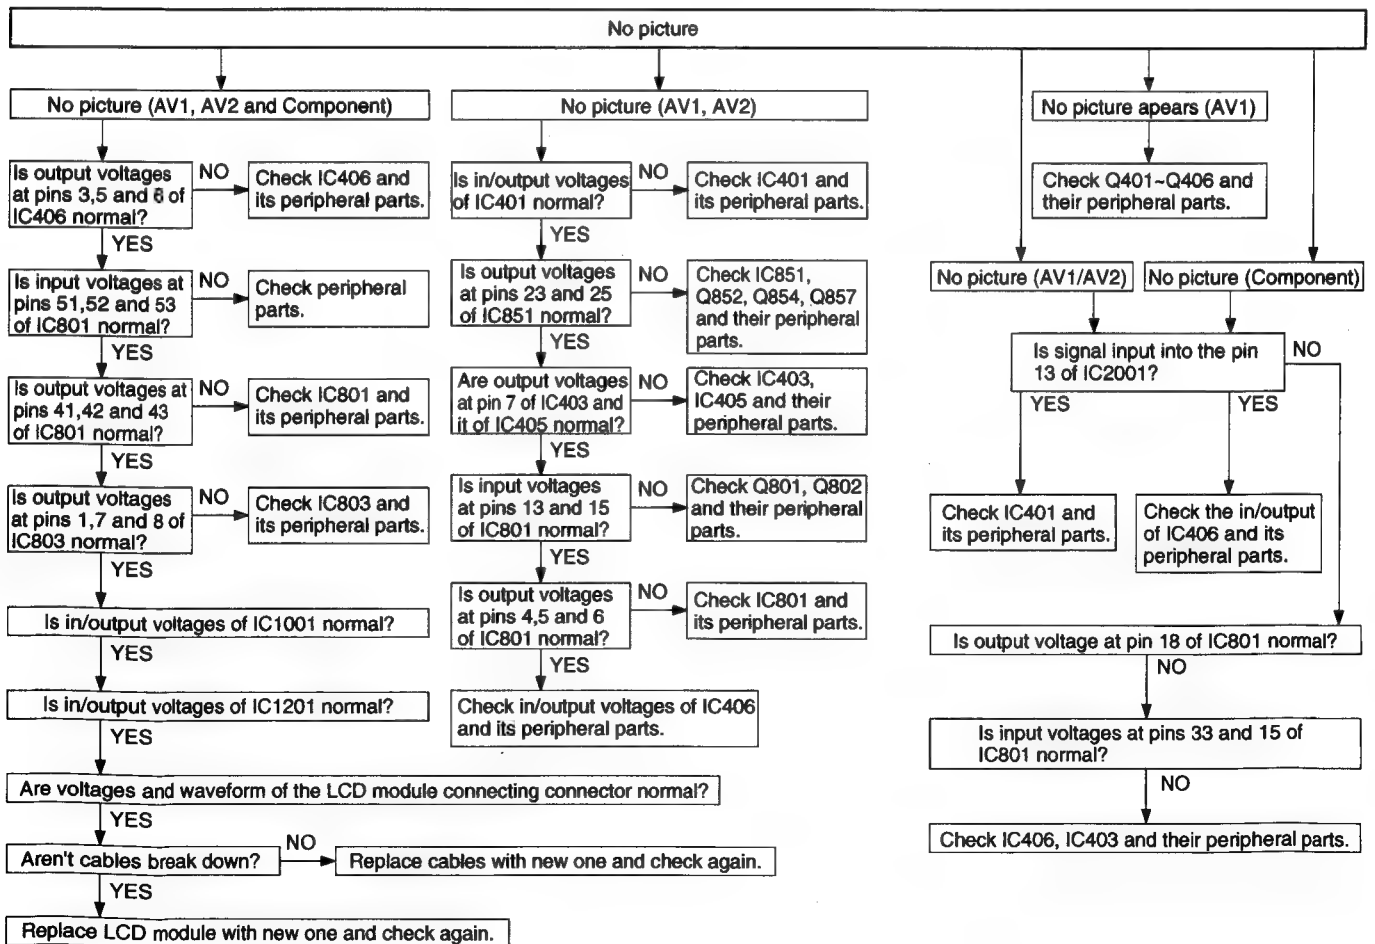 No picture
No picture (AV1, AV2 and Component)
Is output voltages
at pins 3,5 and 6 of
IC406 normal?
NO
Check IC406 and
its peripheral parts.
YES
Is input voltages at
pins 51,52 and 53
of IC801 normal?
NO
Check peripheral
parts.
YES
Is output voltages at
pins 41,42 and 43
of IC801 normal?
NO
Check IC801 and
its peripheral parts.
YES
Is output voltages
at pins 1,7 and 8 of
IC803 normal?
NO
Check IC803 and
its peripheral parts.
YES
Is in/output voltages of IC1001 normal?
YES
Is in/output voltages of IC1201 normal?
YES
Are voltages and waveform of the LCD module connecting connector normal?
YES
Aren't cables break down?
NO
Replace cables with new one and check again.
YES
Replace LCD module with new one and check again.
No picture (AV1, AV2)
Is in/output voltages
of IC401 normal?
NO
Check IC401 and
its peripheral parts.
YES
Is output voltages
at pins 23 and 25
of IC851 normal?
NO
Check IC851,
Q852, Q854, Q857
and their peripheral
parts.
YES
Are output voltages
at pin 7 of IC403 and
it of IC405 normal?
NO
Check IC403,
IC405 and their
peripheral parts.
YES
Is input voltages
at pins 13 and 15
of IC801 normal?
NO
Check Q801, Q802
and their peripheral
parts.
YES
Is output voltages
at pins 4,5 and 6
of IC801 normal?
NO
Check IC801 and
its peripheral parts.
YES
Check in/output voltages of IC406
and its peripheral parts.
No picture apears (AV1)
Check Q401~Q406 and
their peripheral parts.
No picture (AV1/AV2)
No picture (Component)
Is signal input into the pin
13 of IC2001?
NO
YES
YES
Check IC401 and
its peripheral parts.
Check the in/output
of IC406 and its
peripheral parts.
Is output voltage at pin 18 of IC801 normal?
NO
Is input voltages at pins 33 and 15 of
IC801 normal?
NO
Check IC406, IC403 and their peripheral parts.